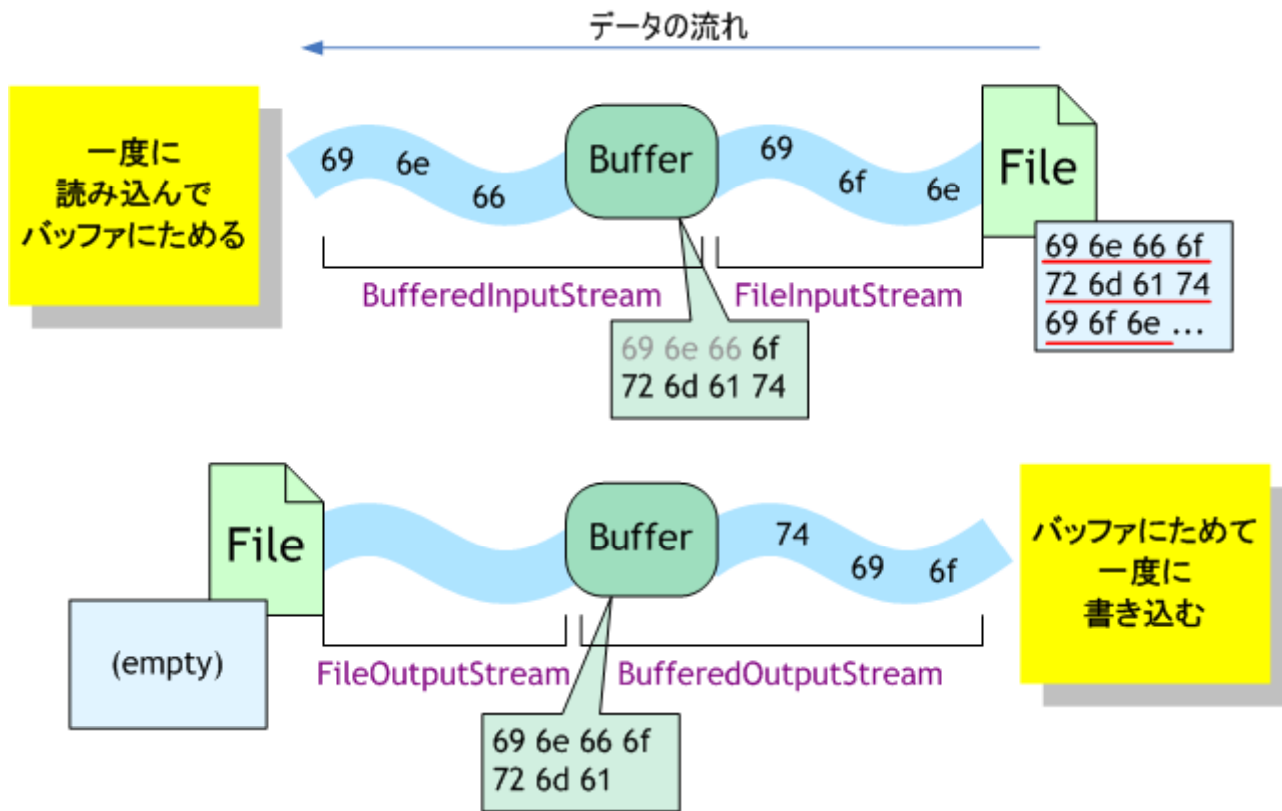 データの流れ
一度に
読み込んで
バッファにためる
69 6e 66
Buffer
69 6f 6e
File
69 6e 66 6f
72 6d 61 74
69 6f 6e ...
BufferedInputStream
FileInputStream
69 6e 66 6f
72 6d 61 74
File
(empty)
Buffer
74 69 6f
バッファにためて
一度に
書き込む
FileOutputStream
BufferedOutputStream
69 6e 66 6f
72 6d 61